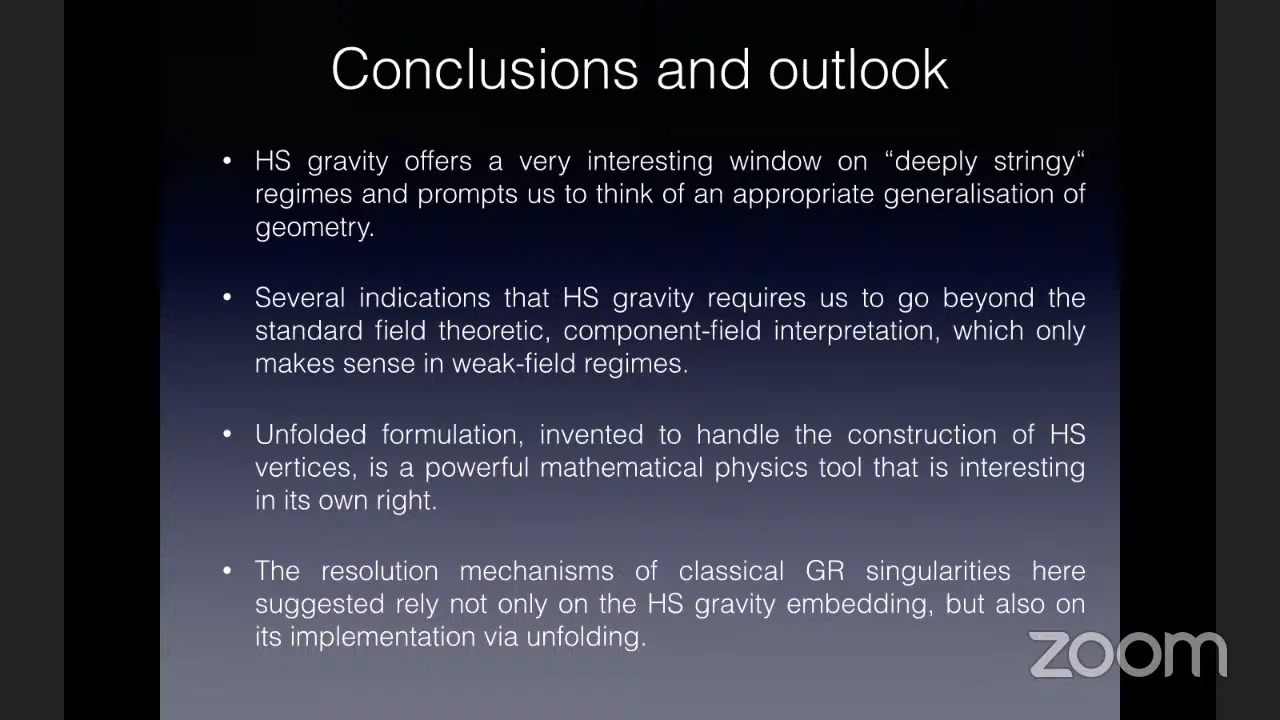 Conclusions and outlook
• HS gravity offers a very interesting window on “deeply stringy“
regimes and prompts us to think of an appropriate generalisation of
geometry.
• Several indications that HS gravity requires us to go beyond the
standard field theoretic, component-field interpretation, which only
makes sense in weak-field regimes.
• Unfolded formulation, invented to handle the construction of HS
vertices, is a powerful mathematical physics tool that is interesting
in its own right.
• The resolution mechanisms of classical GR singularities here
suggested rely not only on the HS gravity embedding, but also on
its implementation via unfolding.
zoom